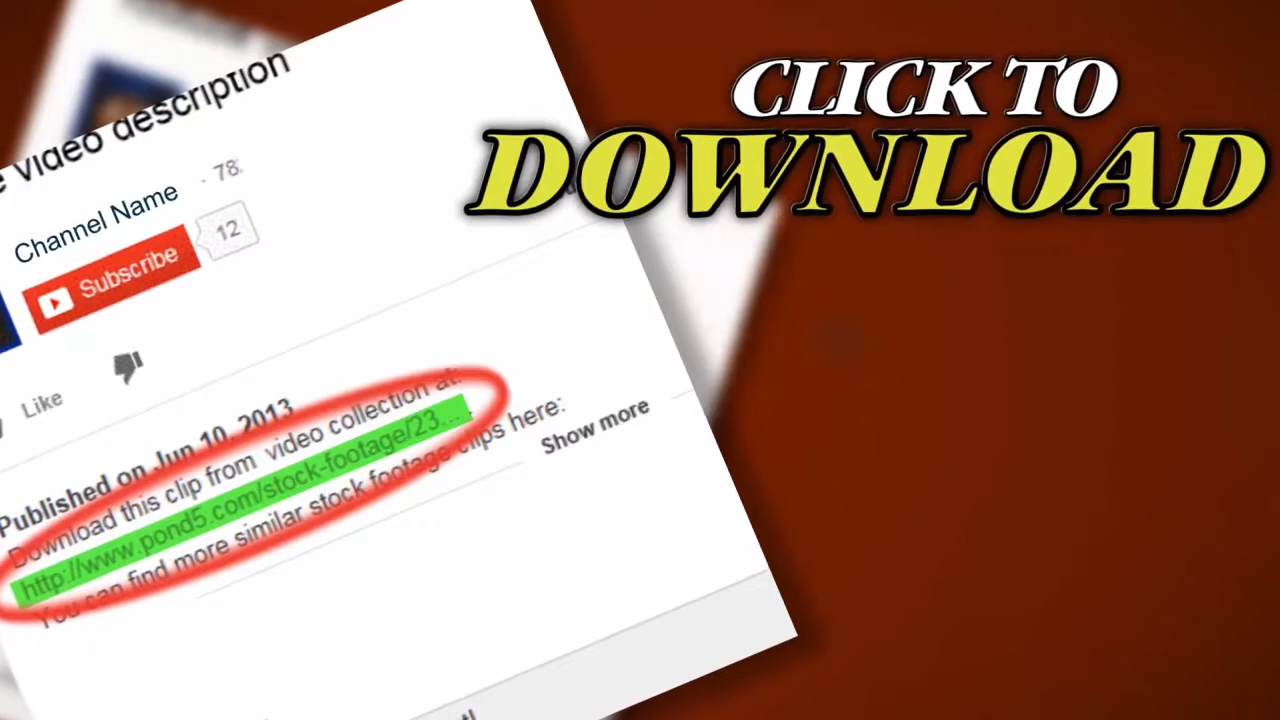 CLICK TO
DOWNLOAD
video description
Channel Name
78
Subscribe
12
Like
Published on Jun 10, 2013
Download this clip from video collection at:
http://www.pond5.com/stock-footage/23...
You can find more similar stock footage clips here:
Show more